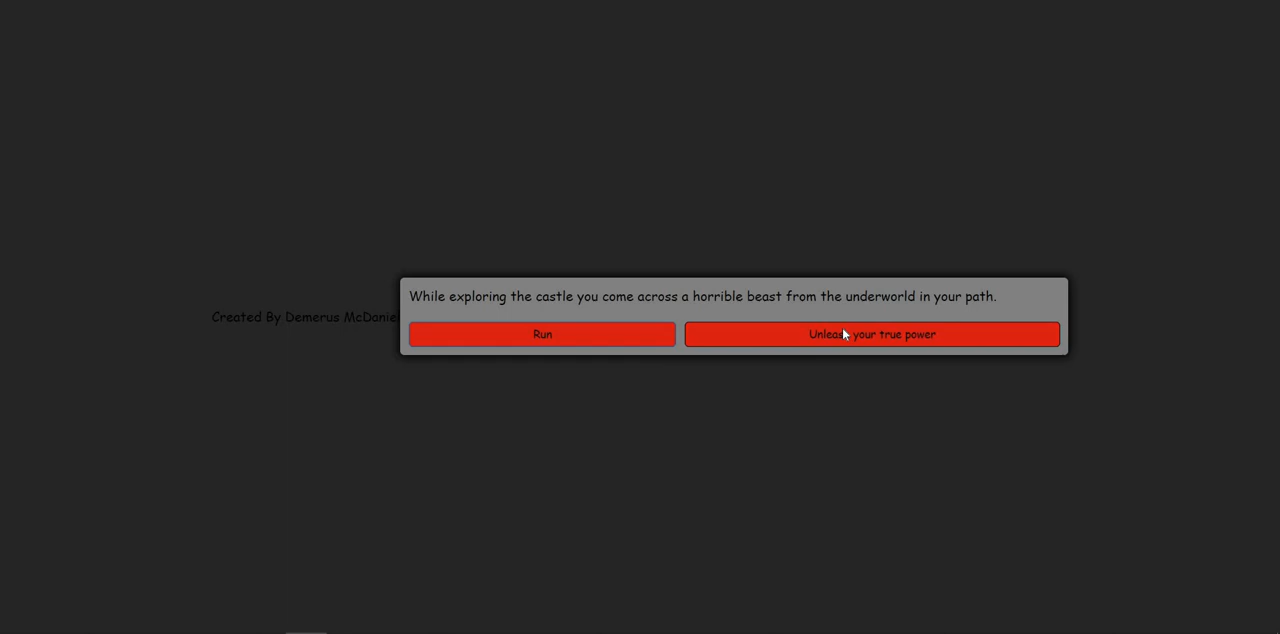 While exploring the castle you come across a horrible beast from the underworld in your path.
Created By Demerus McDaniel
Run
Unleash your true power